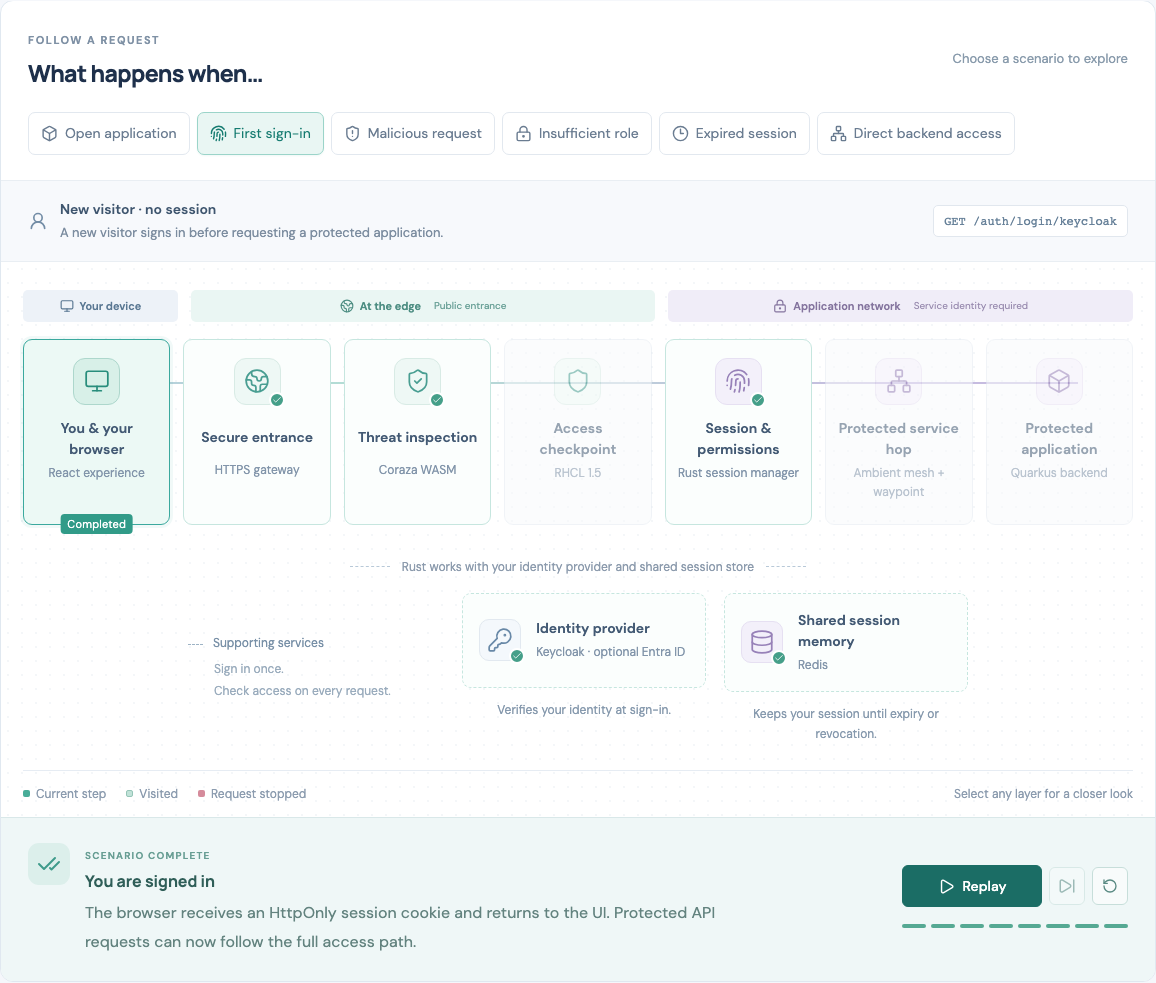 FOLLOW A REQUEST
What happens when...
Choose a scenario to explore
Open application
First sign-in
Malicious request
Insufficient role
Expired session
Direct backend access
New visitor · no session
A new visitor signs in before requesting a protected application.
GET /auth/login/keycloak
Your device
At the edge Public entrance
Application network Service identity required
You & your
browser
React experience
Completed
Secure entrance
HTTPS gateway
Threat inspection
Coraza WASM
Access
checkpoint
RHCL 1.5
Session &
permissions
Rust session manager
Protected service
hop
Ambient mesh +
waypoint
Protected
application
Quarkus backend
Rust works with your identity provider and shared session store
Supporting services
Sign in once.
Check access on every request.
Identity provider
Keycloak · optional Entra ID
Verifies your identity at sign-in.
Shared session
memory
Redis
Keeps your session until expiry or
revocation.
Current step
Visited
Request stopped
Select any layer for a closer look
SCENARIO COMPLETE
You are signed in
The browser receives an HttpOnly session cookie and returns to the UI. Protected API
requests can now follow the full access path.
Replay